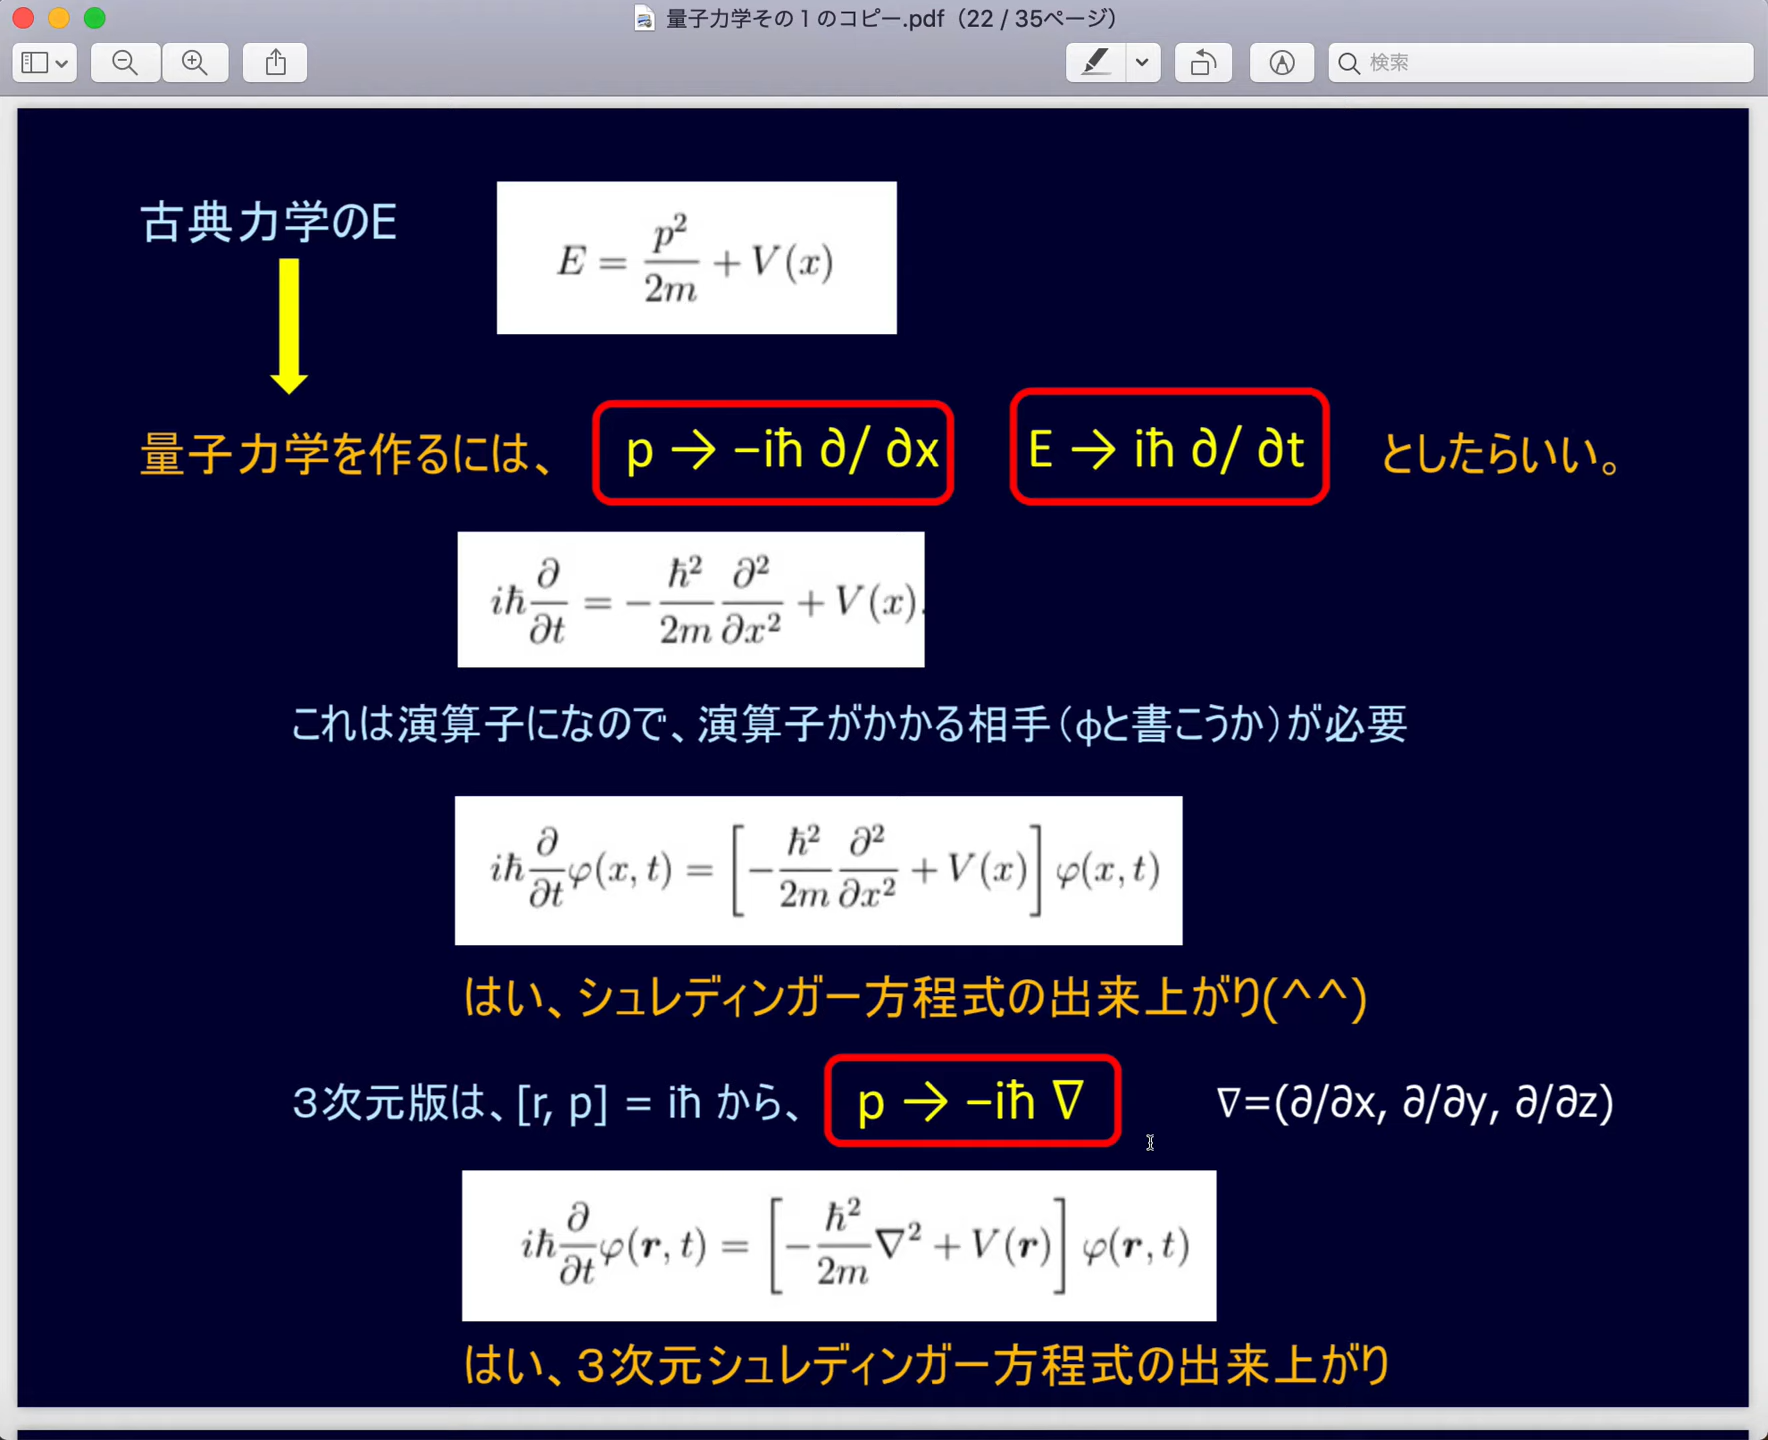 量子力学その1のコピー.pdf（22 / 35ページ）
検索
古典力学のE
E = p²/2m + V(x)
量子力学を作るには、 p → −iħ ∂/ ∂x E → iħ ∂/ ∂t としたらいい。
iħ ∂/∂t = − ħ²/2m ∂²/∂x² + V(x).
これは演算子になので、演算子がかかる相手（φと書こうか）が必要
iħ ∂/∂t φ(x, t) = [− ħ²/2m ∂²/∂x² + V(x)] φ(x, t)
はい、シュレディンガー方程式の出来上がり(^^)
３次元版は、[r, p] = iħ から、 p → −iħ ∇ ∇=(∂/∂x, ∂/∂y, ∂/∂z)
iħ ∂/∂t φ(r, t) = [− ħ²/2m ∇² + V(r)] φ(r, t)
はい、３次元シュレディンガー方程式の出来上がり